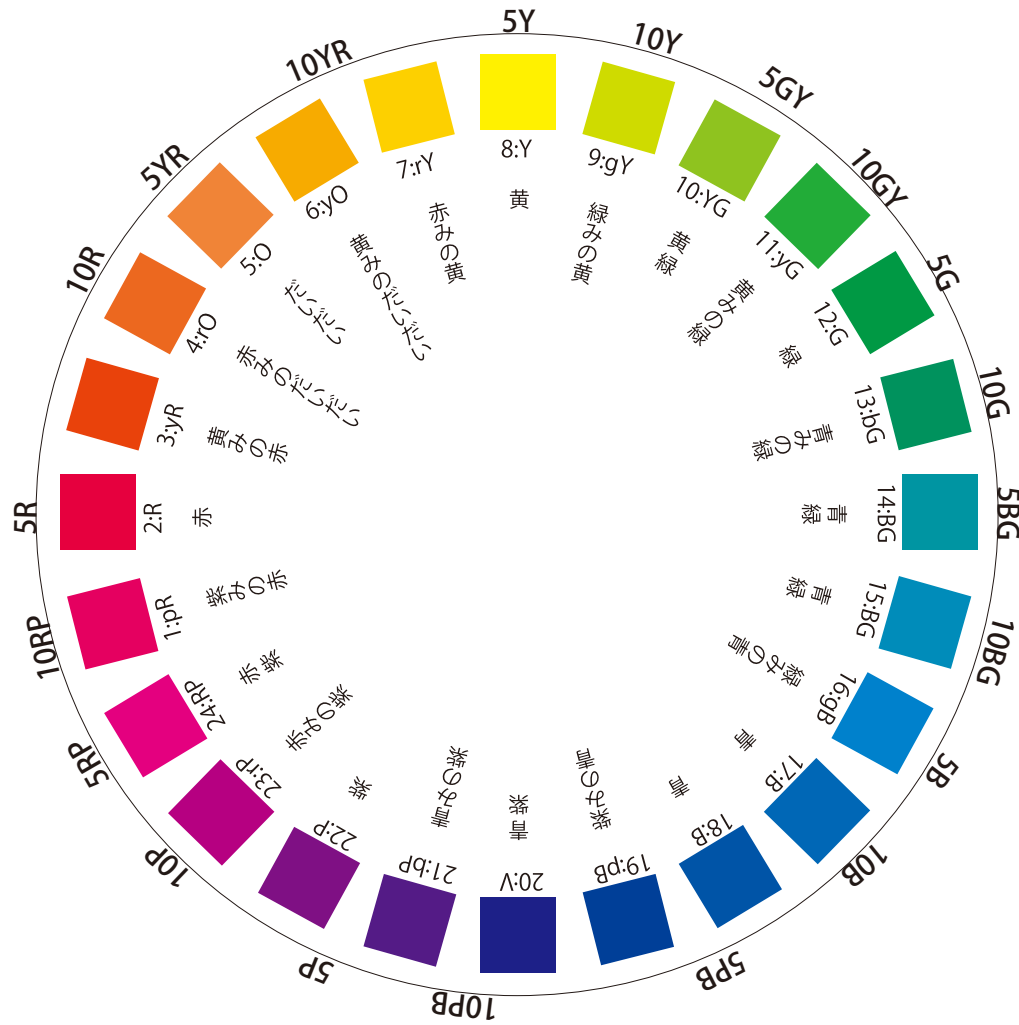 5Y
10Y
5GY
10GY
5G
10G
5BG
10BG
5B
10B
5PB
10PB
5P
10P
5RP
10RP
5R
10R
5YR
10YR
8:Y
黄
9:gY
緑みの黄
10:YG
黄緑
11:yG
黄みの緑
12:G
緑
13:bG
青みの緑
14:BG
青緑
15:BG
青緑
16:gB
緑みの青
17:B
青
18:B
青
19:pB
紫みの青
20:V
青紫
21:bP
青みの紫
22:P
紫
23:rP
赤みの紫
24:RP
赤紫
1:pR
紫みの赤
2:R
赤
3:yR
黄みの赤
4:rO
赤みのだいだい
5:O
だいだい
6:yO
黄みのだいだい
7:rY
赤みの黄